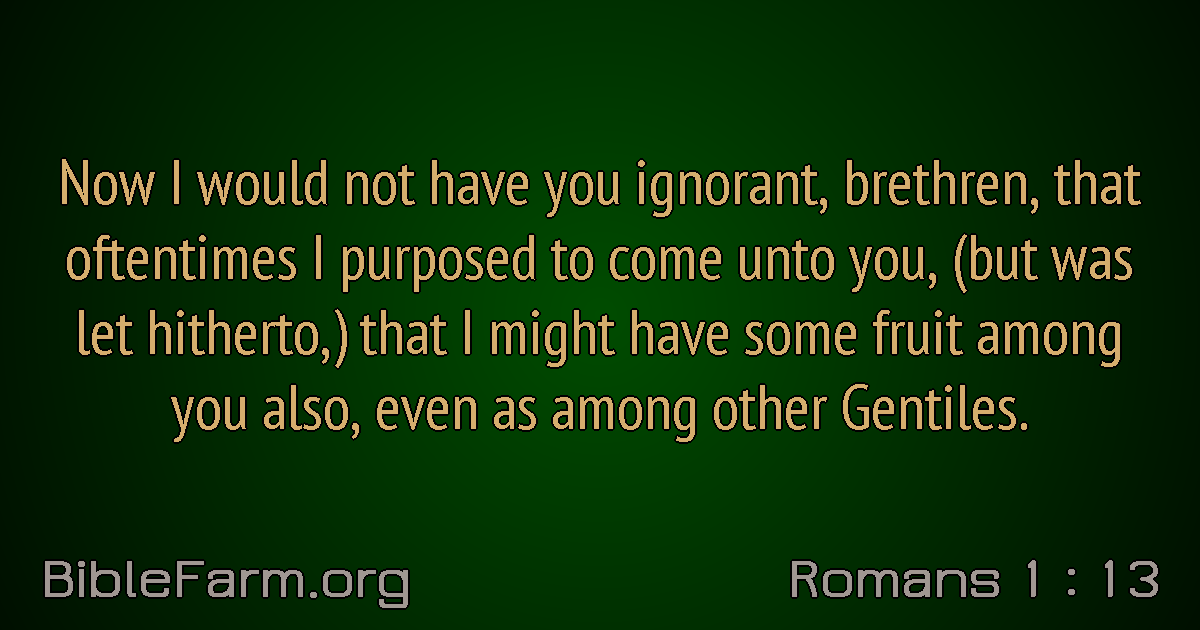 Now I would not have you ignorant, brethren, that
oftentimes I purposed to come unto you, (but was
let hitherto,) that I might have some fruit among
you also, even as among other Gentiles.
BibleFarm.org
Romans 1 : 13